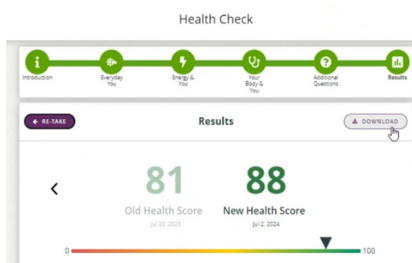 Health Check
Introduction
Everyday You
Energy & You
Your Body & You
Additional Questions
Results
RE-TAKE
Results
DOWNLOAD
81
88
Old Health Score
New Health Score
Jul 20, 2023
Jul 2, 2024
0
100